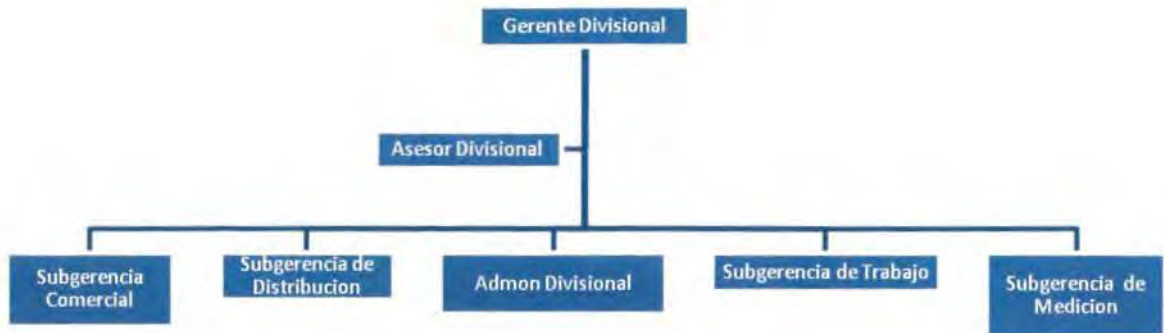 Gerente Divisional
Asesor Divisional
Subgerencia
Comercial
Subgerencia de
Distribucion
Admon Divisional
Subgerencia de Trabajo
Subgerencia de
Medicion